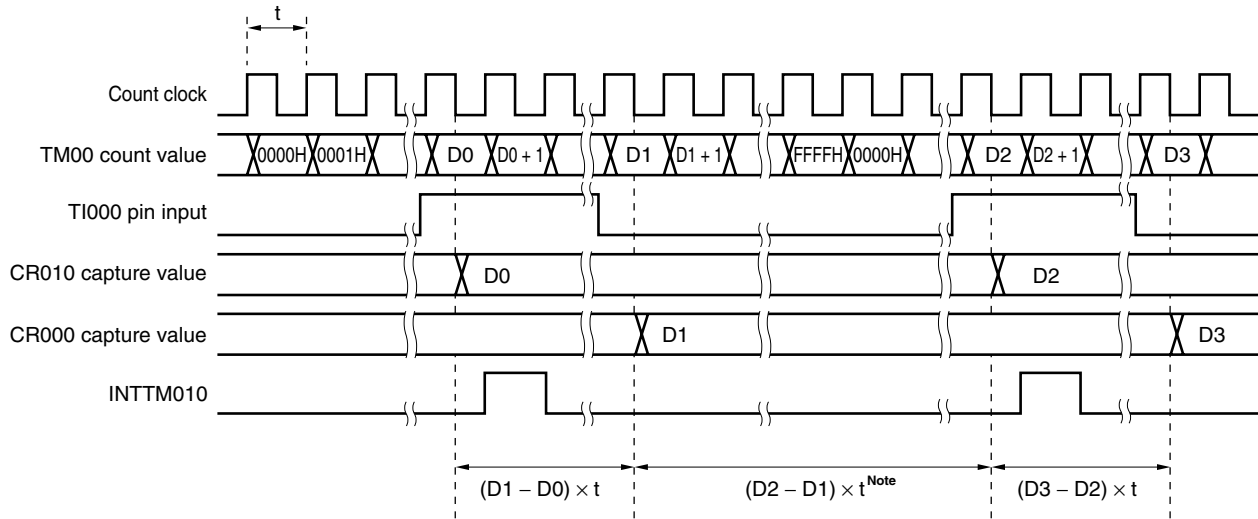 t
Count clock
TM00 count value 0000H 0001H D0 D0 + 1 D1 D1 + 1 FFFFH 0000H D2 D2 + 1 D3
TI000 pin input
CR010 capture value D0 D2
CR000 capture value D1 D3
INTTM010
(D1 − D0) × t (D2 − D1) × t Note (D3 − D2) × t